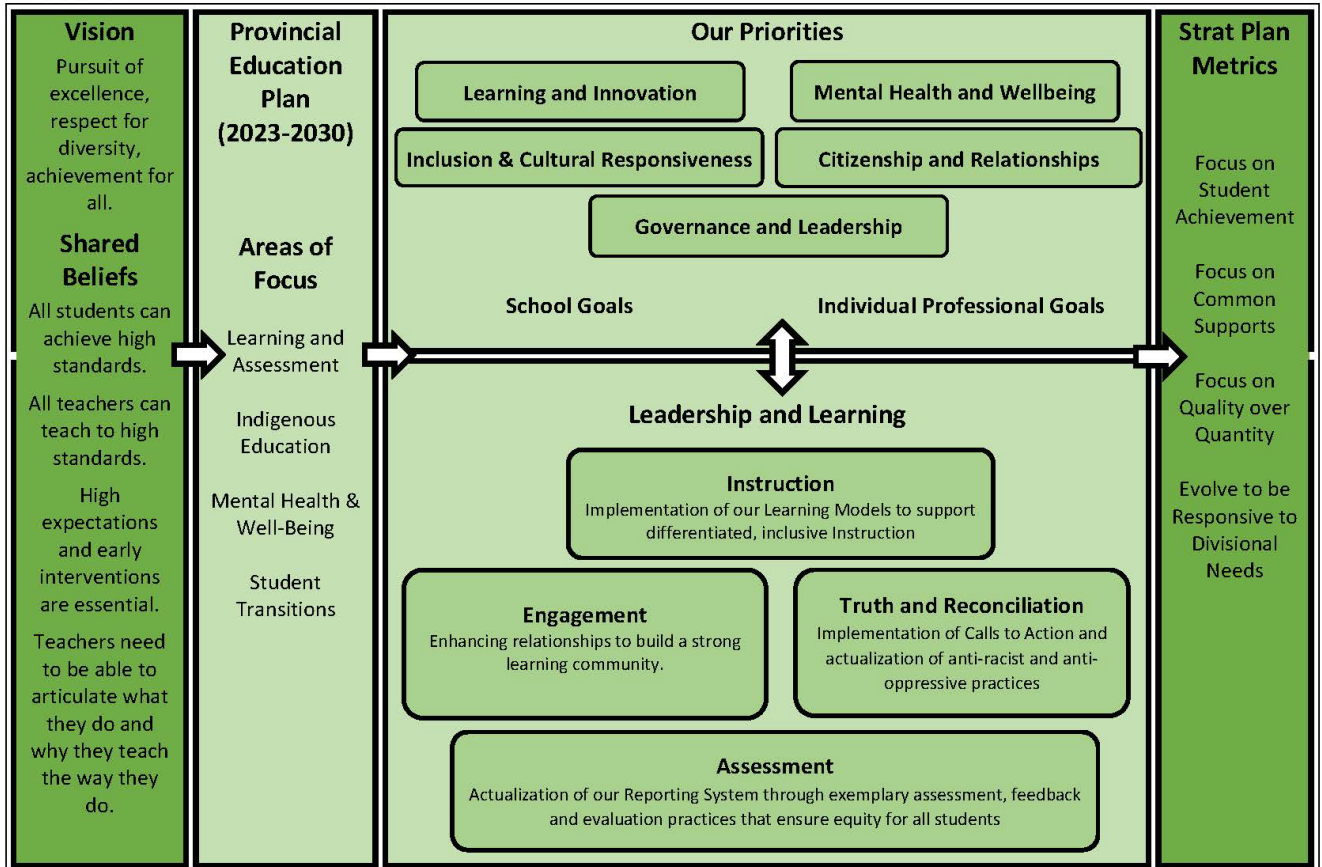 Vision
Pursuit of
excellence,
respect for
diversity,
achievement for
all.
Shared
Beliefs
All students can
achieve high
standards.
All teachers can
teach to high
standards.
High
expectations
and early
interventions
are essential.
Teachers need
to be able to
articulate what
they do and
why they teach
the way they
do.
Provincial
Education
Plan
(2023-2030)
Areas of
Focus
Learning and
Assessment
Indigenous
Education
Mental Health &
Well-Being
Student
Transitions
Our Priorities
Learning and Innovation
Mental Health and Wellbeing
Inclusion & Cultural Responsiveness
Citizenship and Relationships
Governance and Leadership
School Goals
Individual Professional Goals
Leadership and Learning
Instruction
Implementation of our Learning Models to support
differentiated, inclusive Instruction
Engagement
Enhancing relationships to build a strong
learning community.
Truth and Reconciliation
Implementation of Calls to Action and
actualization of anti-racist and anti-
oppressive practices
Assessment
Actualization of our Reporting System through exemplary assessment, feedback
and evaluation practices that ensure equity for all students
Strat Plan
Metrics
Focus on
Student
Achievement
Focus on
Common
Supports
Focus on
Quality over
Quantity
Evolve to be
Responsive to
Divisional
Needs